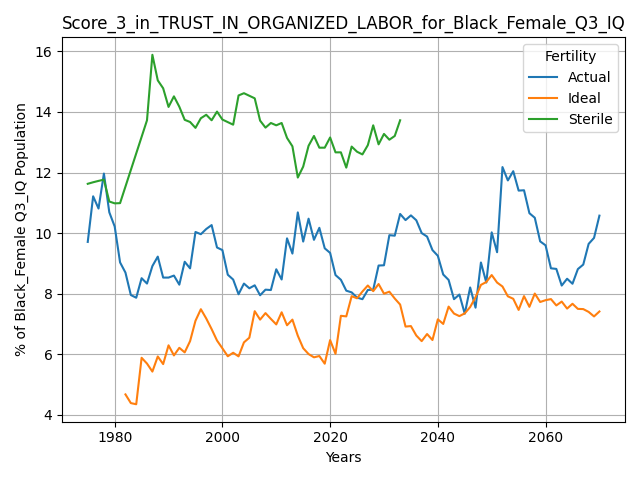 Score_3_in_TRUST_IN_ORGANIZED_LABOR_for_Black_Female_Q3_IQ
Fertility
Actual
Ideal
Sterile
% of Black_Female Q3_IQ Population
16
14
12
10
8
6
4
1980
2000
2020
2040
2060
Years